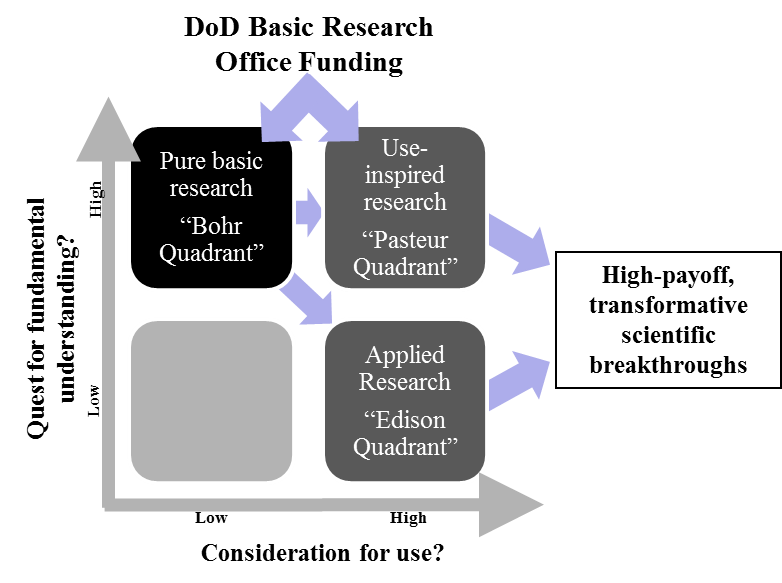 DoD Basic Research
Office Funding
Pure basic
research
“Bohr
Quadrant”
Use-
inspired
research
“Pasteur
Quadrant”
Applied
Research
“Edison
Quadrant”
High-payoff,
transformative
scientific
breakthroughs
Quest for fundamental
understanding?
High
Low
Low
High
Consideration for use?